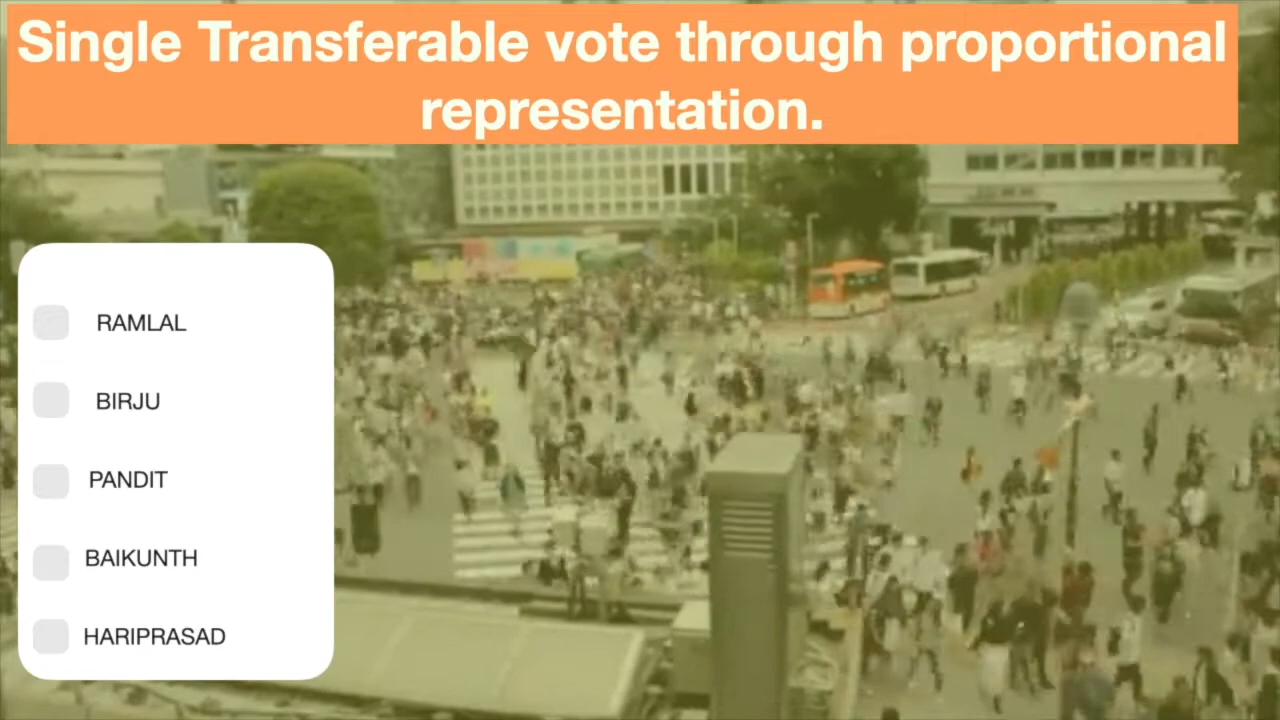 Single Transferable vote through proportional
representation.
RAMLAL
BIRJU
PANDIT
BAIKUNTH
HARIPRASAD